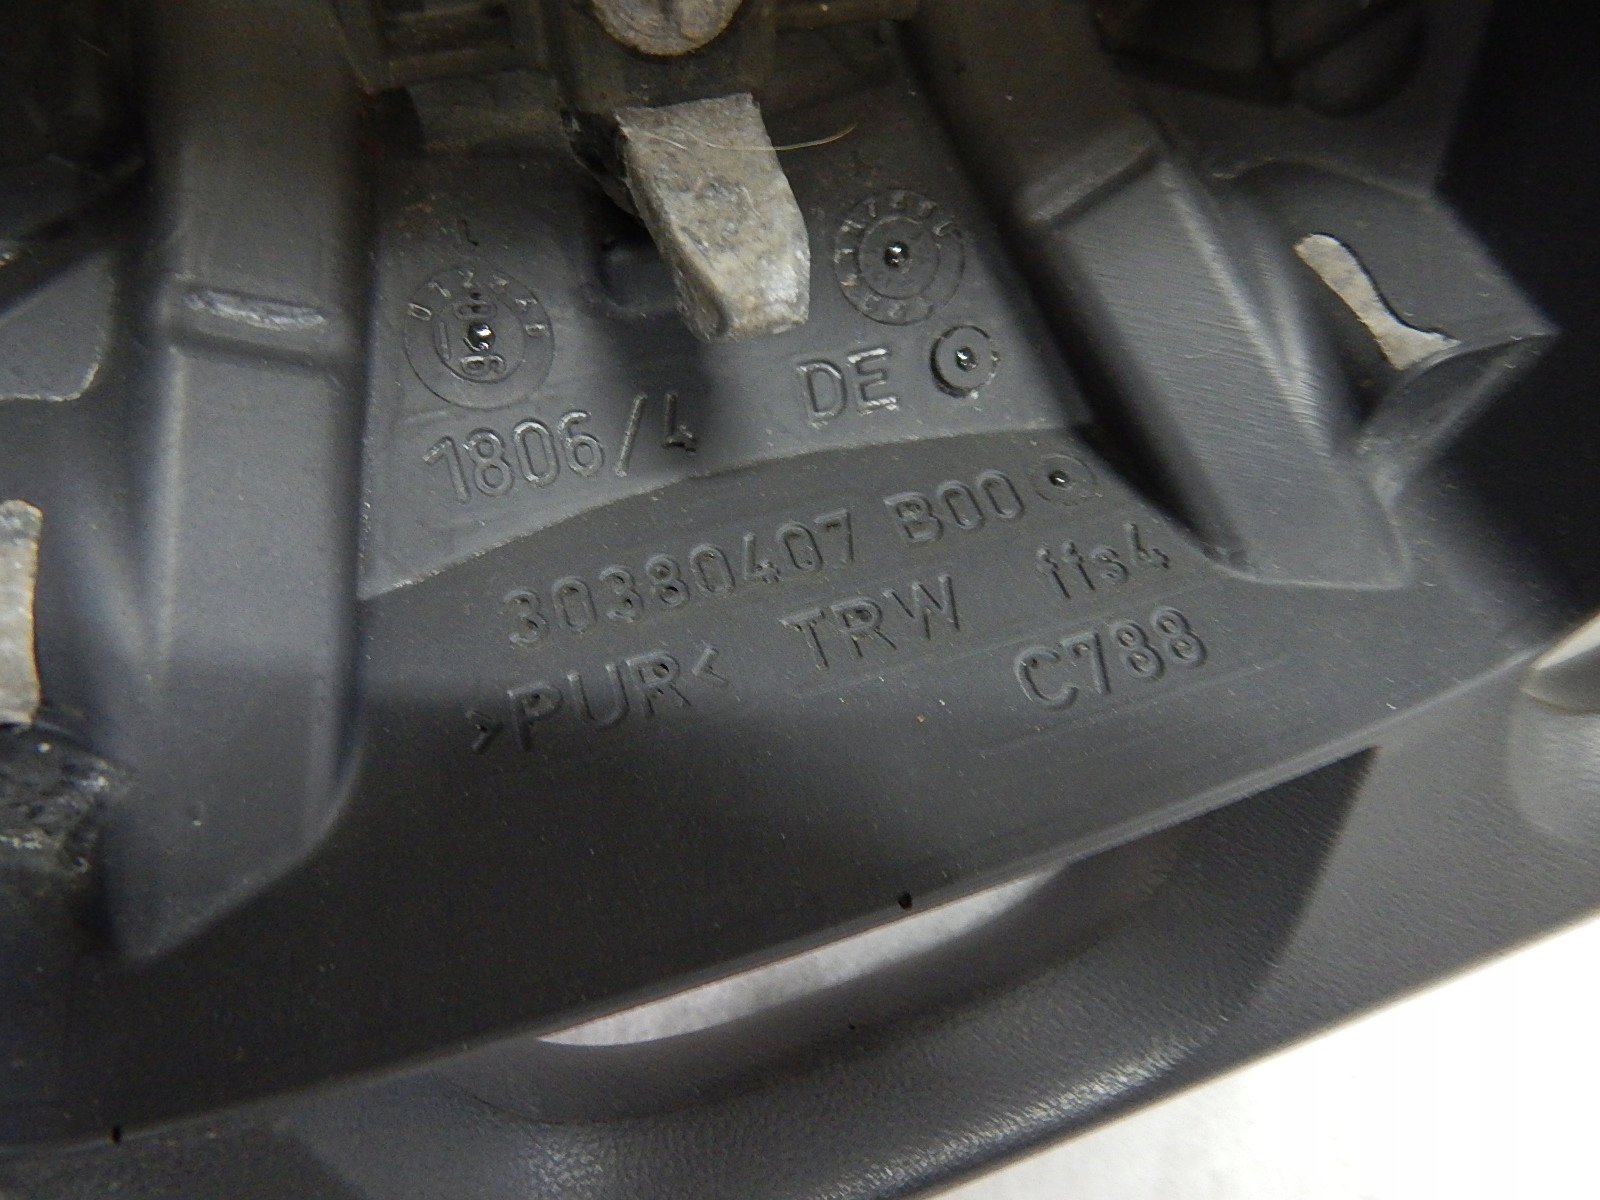 1806/4 DE
30380407 B00
>PUR< TRW ffs4
C788